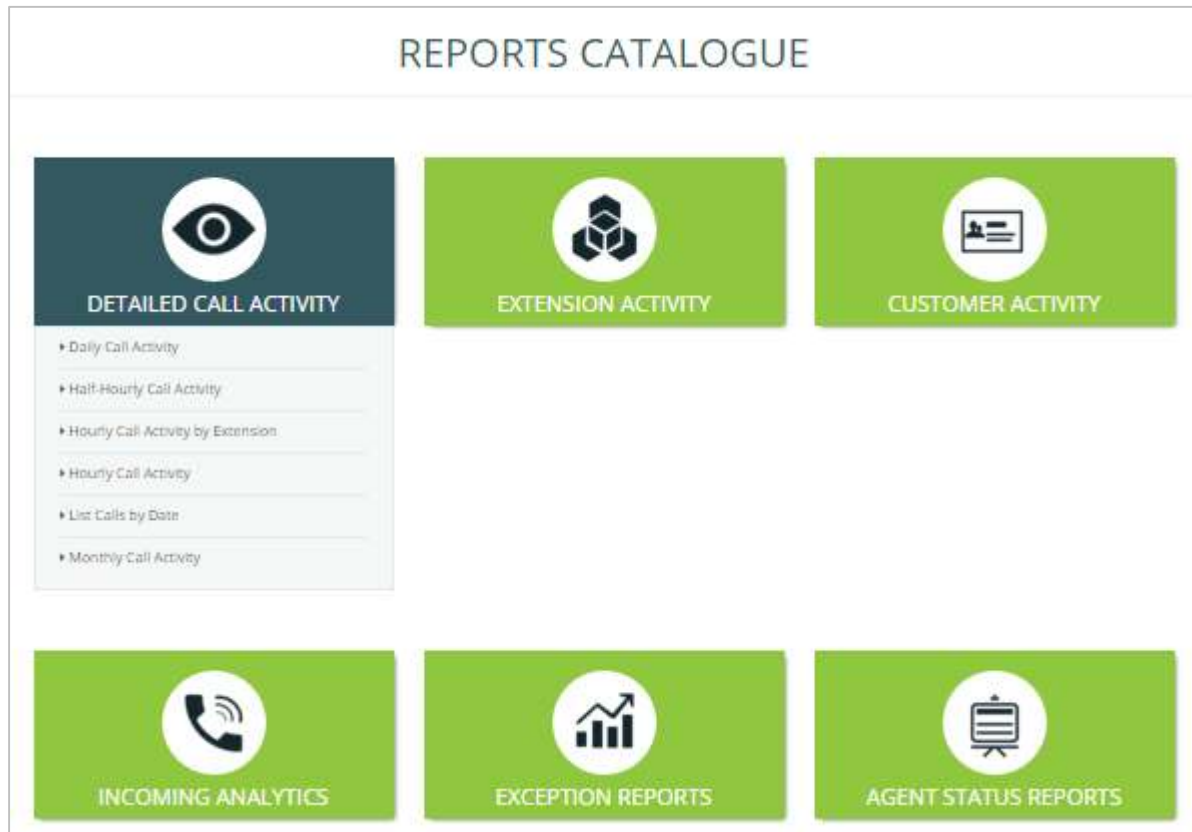 REPORTS CATALOGUE
DETAILED CALL ACTIVITY
Daily Call Activity
Half-Hourly Call Activity
Hourly Call Activity by Extension
Hourly Call Activity
List Calls by Date
Monthly Call Activity
EXTENSION ACTIVITY
CUSTOMER ACTIVITY
INCOMING ANALYTICS
EXCEPTION REPORTS
AGENT STATUS REPORTS